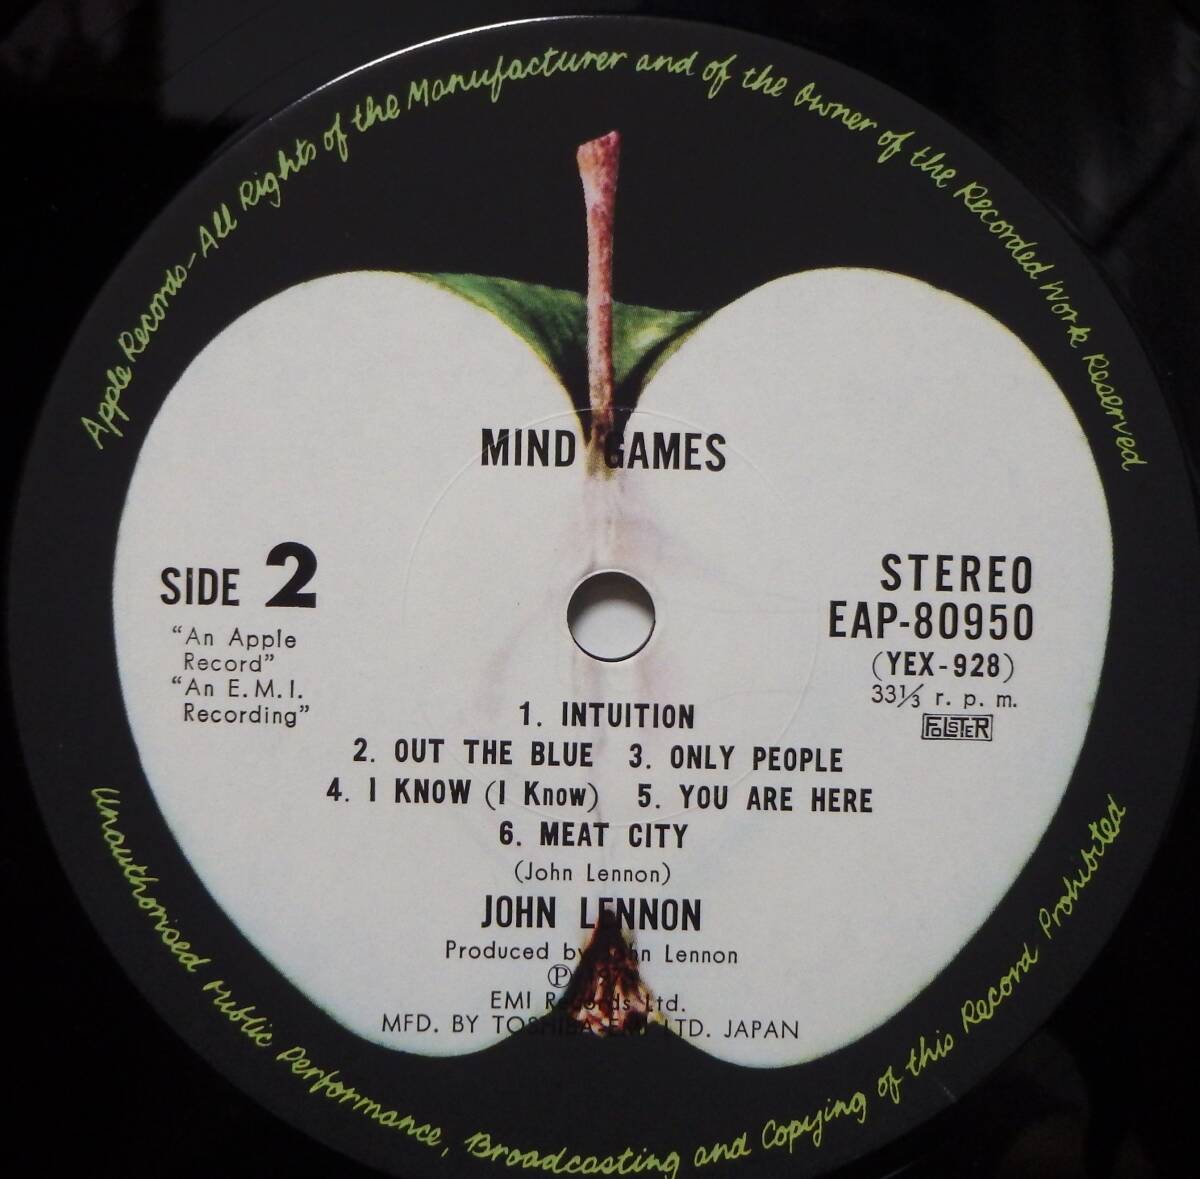 Apple Records-All Rights of the Manufacturer and of the Owner of the Recorded Work Reserved
MIND GAMES
SIDE 2
"An Apple
Record"
"An E.M.I.
Recording"
STEREO
EAP-80950
(YEX-928)
33⅓ r. p. m.
FOLSTER
1. INTUITION
2. OUT THE BLUE 3. ONLY PEOPLE
4. I KNOW (I Know) 5. YOU ARE HERE
6. MEAT CITY
(John Lennon)
JOHN LENNON
Produced by John Lennon
℗
EMI Records Ltd.
MFD. BY TOSHIBA-EMI LTD. JAPAN
Unauthorised Public Performance, Broadcasting and Copying of this Record Prohibited